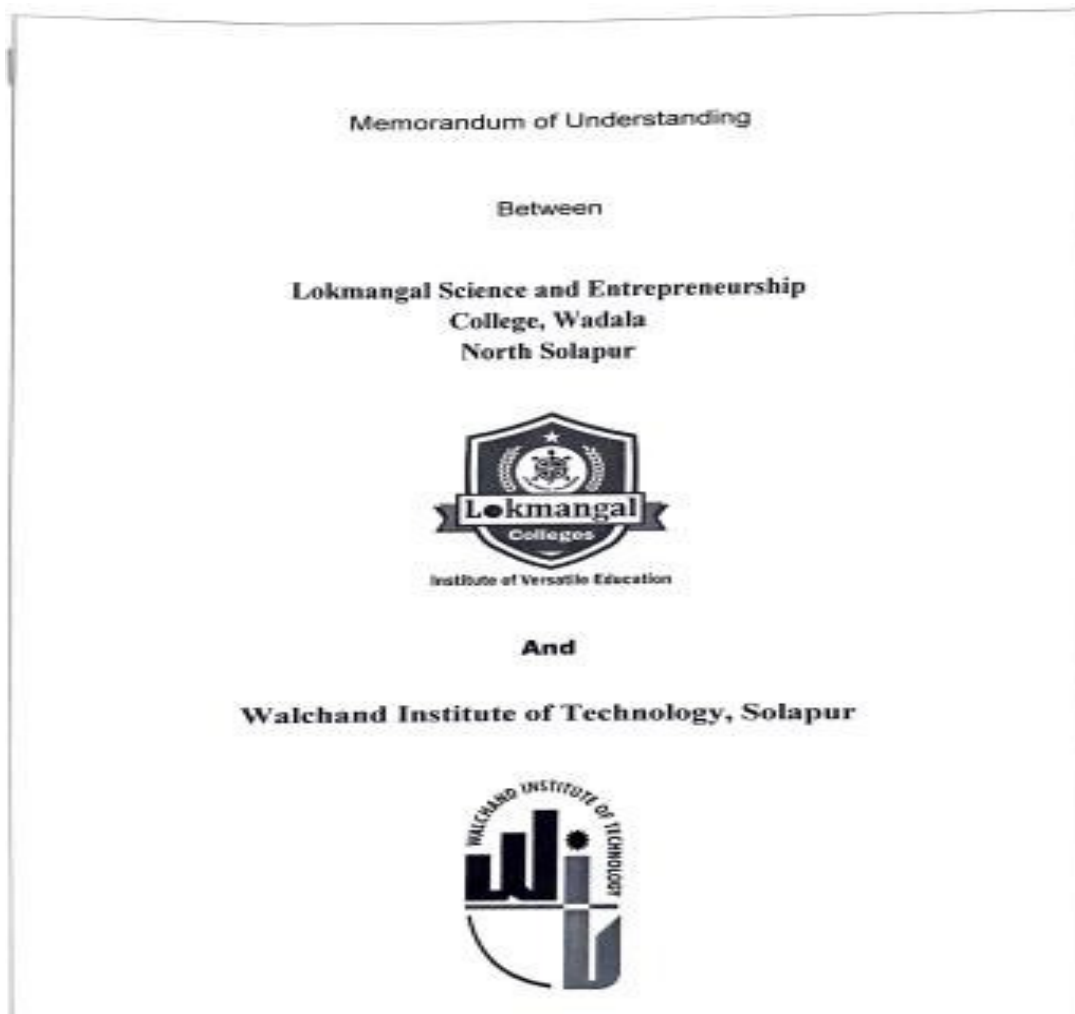 Memorandum of Understanding
Between
Lokmangal Science and Entrepreneurship
College, Wadala
North Solapur
Lokmangal
Colleges
Institute of Versatile Education
And
Walchand Institute of Technology, Solapur
WALCHAND INSTITUTE OF TECHNOLOGY
WIT